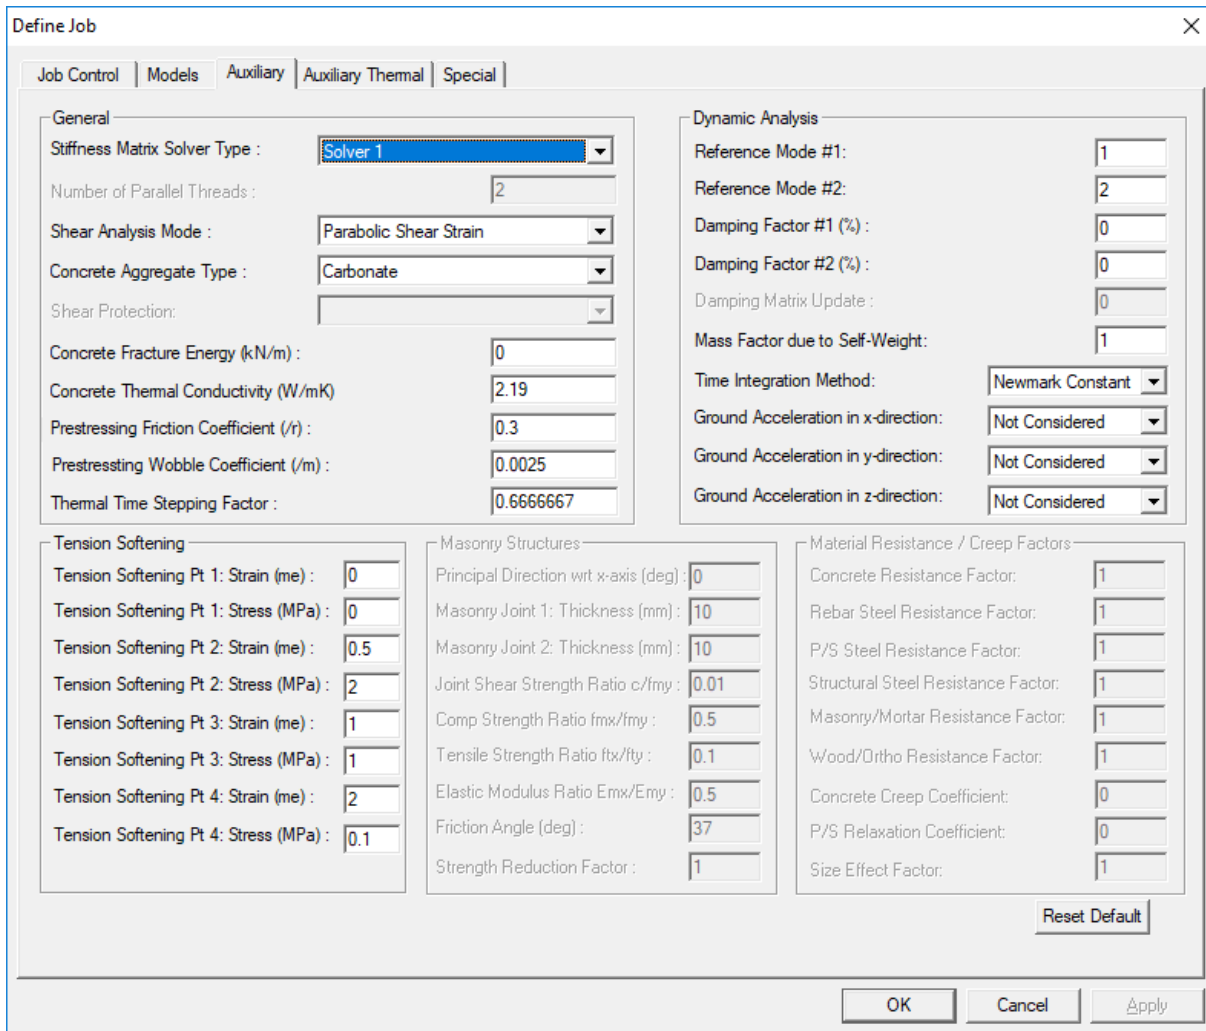 Define Job
Job Control Models Auxiliary Auxiliary Thermal Special
General
Stiffness Matrix Solver Type : Solver 1
Number of Parallel Threads : 2
Shear Analysis Mode : Parabolic Shear Strain
Concrete Aggregate Type : Carbonate
Shear Protection:
Concrete Fracture Energy (kN/m) : 0
Concrete Thermal Conductivity (W/mK) 2.19
Prestressing Friction Coefficient (/r) : 0.3
Prestressting Wobble Coefficient (/m) : 0.0025
Thermal Time Stepping Factor : 0.6666667
Dynamic Analysis
Reference Mode #1: 1
Reference Mode #2: 2
Damping Factor #1 (%) : 0
Damping Factor #2 (%) : 0
Damping Matrix Update : 0
Mass Factor due to Self-Weight: 1
Time Integration Method: Newmark Constant
Ground Acceleration in x-direction: Not Considered
Ground Acceleration in y-direction: Not Considered
Ground Acceleration in z-direction: Not Considered
Tension Softening
Tension Softening Pt 1: Strain (me) : 0
Tension Softening Pt 1: Stress (MPa) : 0
Tension Softening Pt 2: Strain (me) : 0.5
Tension Softening Pt 2: Stress (MPa) : 2
Tension Softening Pt 3: Strain (me) : 1
Tension Softening Pt 3: Stress (MPa) : 1
Tension Softening Pt 4: Strain (me) : 2
Tension Softening Pt 4: Stress (MPa) : 0.1
Masonry Structures
Principal Direction wrt x-axis (deg) : 0
Masonry Joint 1: Thickness (mm) : 10
Masonry Joint 2: Thickness (mm) : 10
Joint Shear Strength Ratio c/fmy : 0.01
Comp Strength Ratio fmx/fmy : 0.5
Tensile Strength Ratio ftx/fty : 0.1
Elastic Modulus Ratio Emx/Emy : 0.5
Friction Angle (deg) : 37
Strength Reduction Factor : 1
Material Resistance / Creep Factors
Concrete Resistance Factor: 1
Rebar Steel Resistance Factor: 1
P/S Steel Resistance Factor: 1
Structural Steel Resistance Factor: 1
Masonry/Mortar Resistance Factor: 1
Wood/Ortho Resistance Factor: 1
Concrete Creep Coefficient: 0
P/S Relaxation Coefficient: 0
Size Effect Factor: 1
Reset Default
OK Cancel Apply